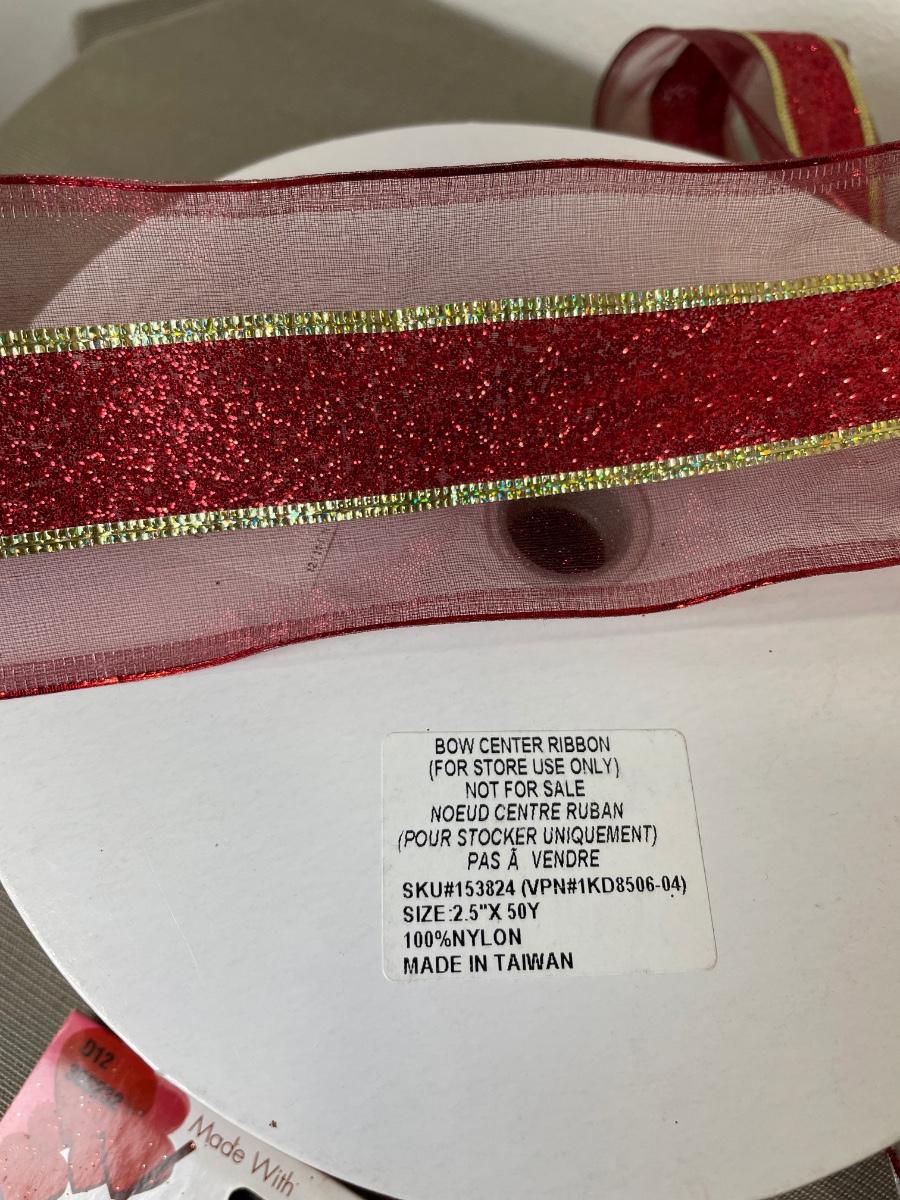 BOW CENTER RIBBON
(FOR STORE USE ONLY)
NOT FOR SALE
NOEUD CENTRE RUBAN
(POUR STOCKER UNIQUEMENT)
PAS Ã VENDRE
SKU#153824 (VPN#1KD8506-04)
SIZE:2.5"X 50Y
100%NYLON
MADE IN TAIWAN
D12
Made With